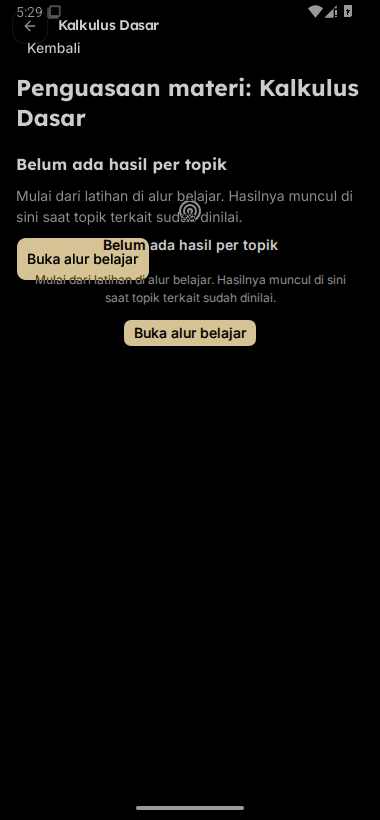 5:29
Kalkulus Dasar
Kembali
Penguasaan materi: Kalkulus
Dasar
Belum ada hasil per topik
Mulai dari latihan di alur belajar. Hasilnya muncul di
sini saat topik terkait sudah dinilai.
Belum ada hasil per topik
Buka alur belajar
Mulai dari latihan di alur belajar. Hasilnya muncul di sini
saat topik terkait sudah dinilai.
Buka alur belajar